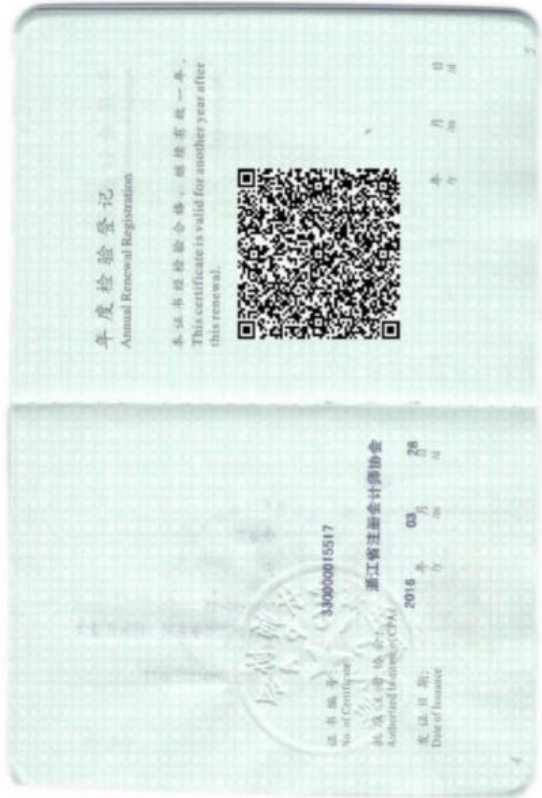 证书编号: 330000015517
No. of Certificate
批准注册协会: 浙江省注册会计师协会
Authorized Institute of CPAs
发证日期: 2016 年 03 月 28 日
Date of Issuance /y /m /d
4
年度检验登记
Annual Renewal Registration
本证书经检验合格，继续有效一年。
This certificate is valid for another year after
this renewal.
年 月 日
/y /m /d
5